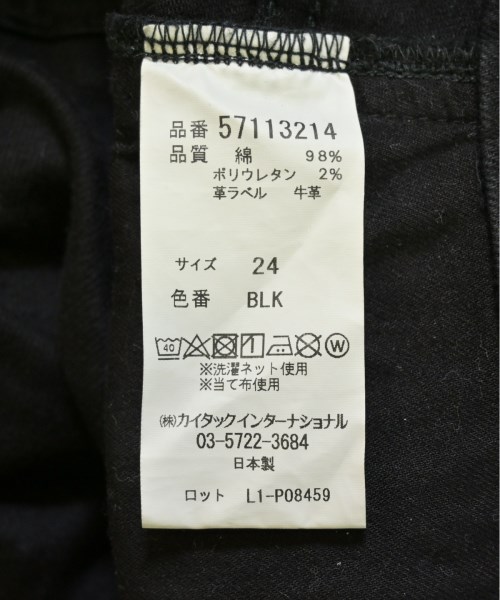 品番 57113214
品質 綿 98%
ポリウレタン 2%
革ラベル 牛革
サイズ 24
色番 BLK
40 1 W
※洗濯ネット使用
※当て布使用
㈱カイタックインターナショナル
03-5722-3684
日本製
ロット L1-P08459